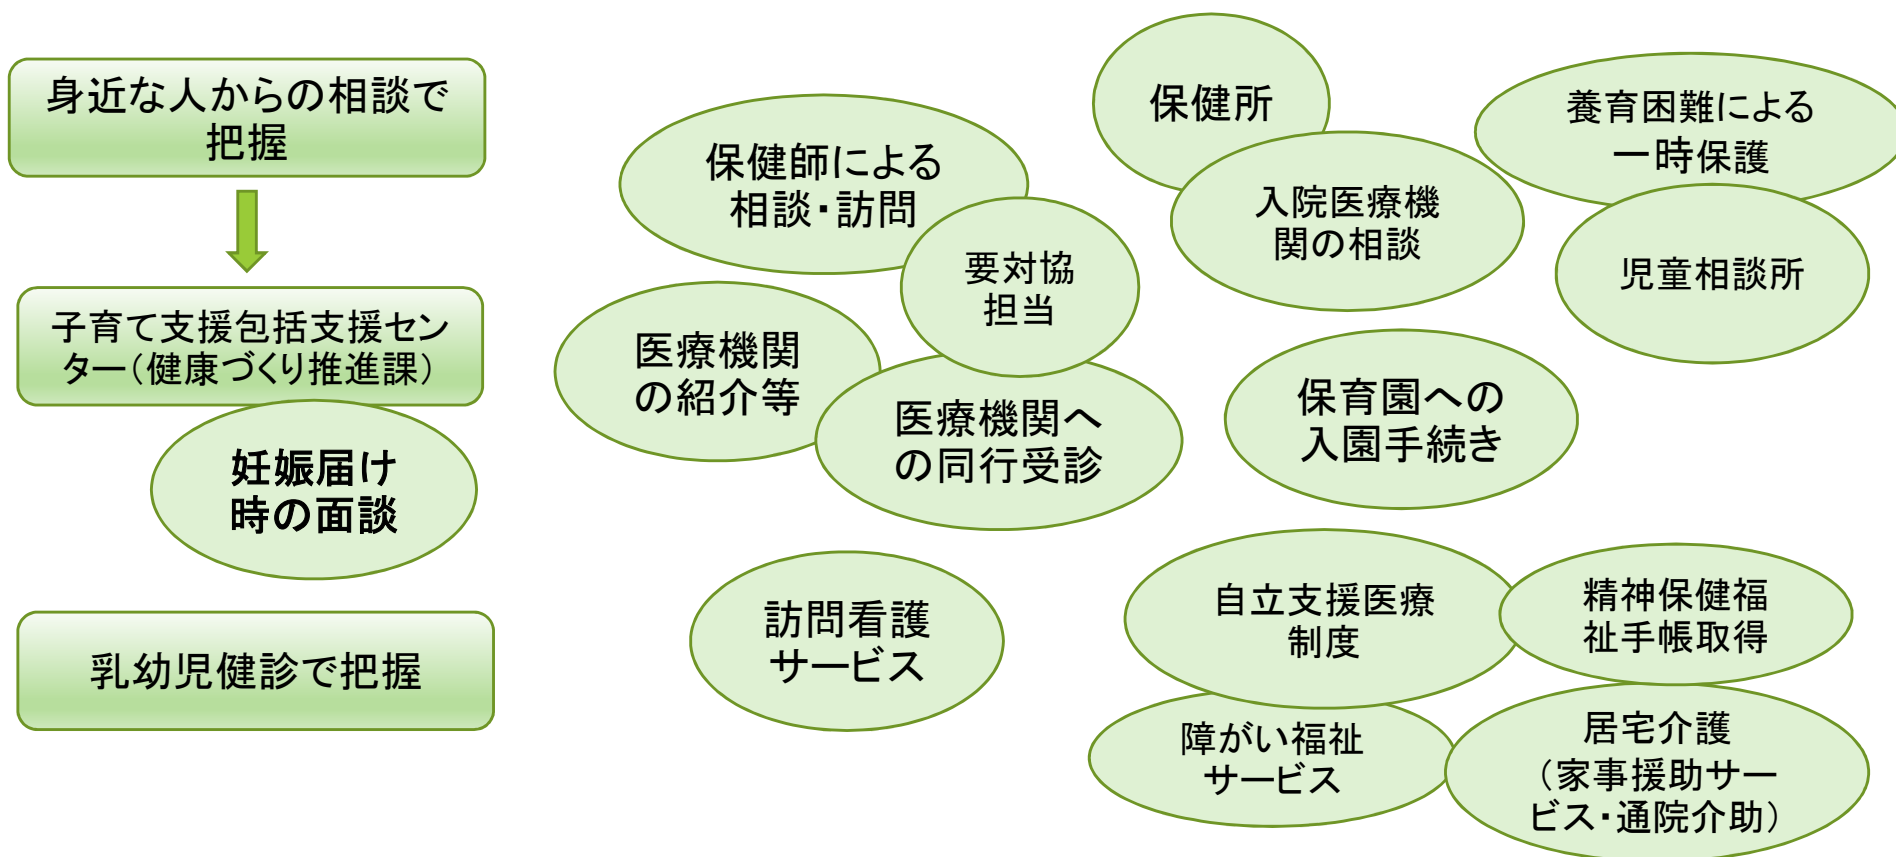 身近な人からの相談で
把握
子育て支援包括支援セン
ター（健康づくり推進課）
妊娠届け
時の面談
乳幼児健診で把握
保健師による
相談・訪問
要対協
担当
医療機関
の紹介等
医療機関へ
の同行受診
訪問看護
サービス
保健所
入院医療機
関の相談
養育困難による
一時保護
児童相談所
保育園への
入園手続き
自立支援医療
制度
精神保健福
祉手帳取得
障がい福祉
サービス
居宅介護
（家事援助サー
ビス・通院介助）